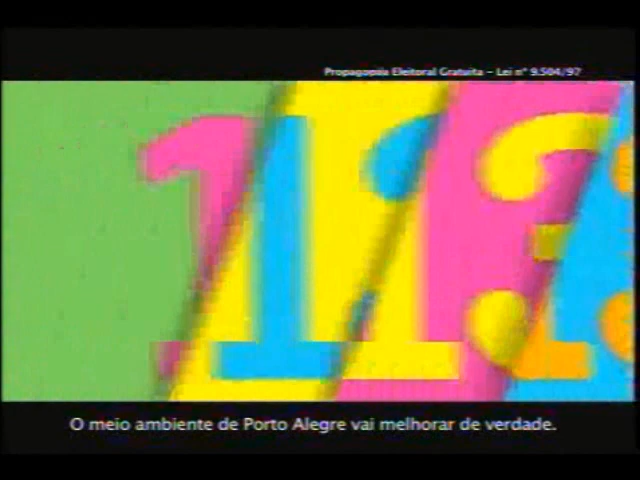 Propaganda Eleitoral Gratuita - Lei nº 9.504/97
O meio ambiente de Porto Alegre vai melhorar de verdade.